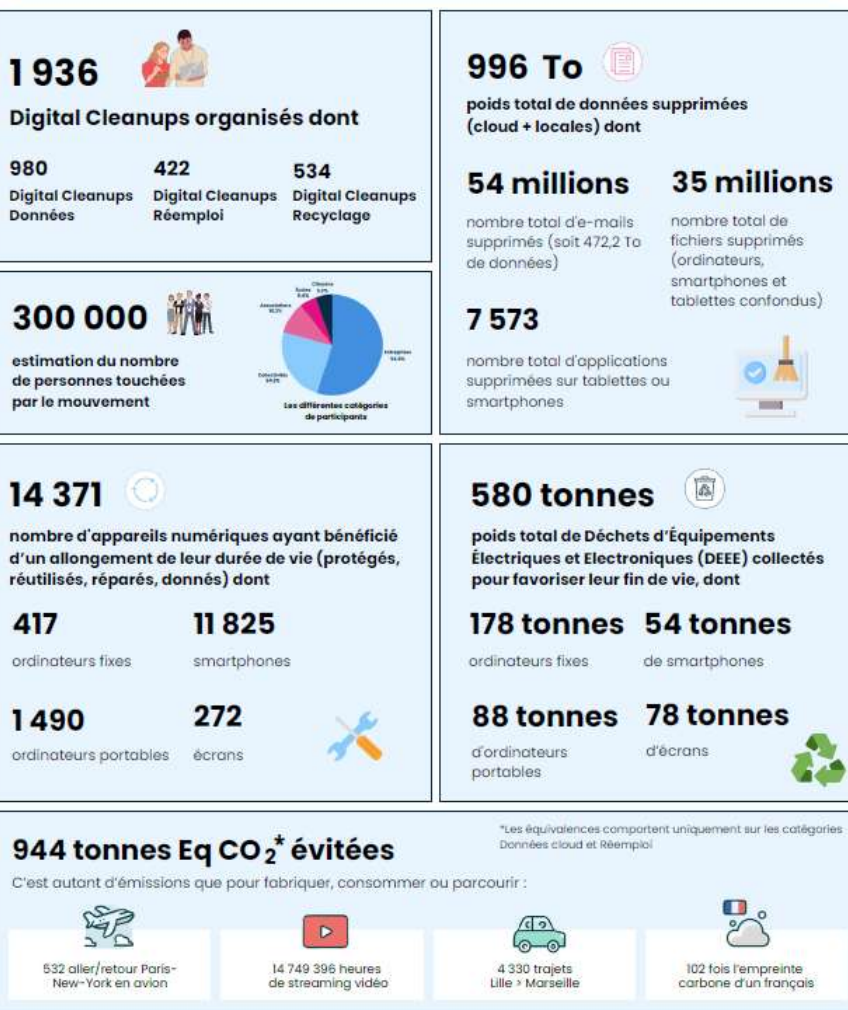 1 936
Digital Cleanups organisés dont
980
Digital Cleanups
Données
422
Digital Cleanups
Réemploi
534
Digital Cleanups
Recyclage
300 000
estimation du nombre
de personnes touchées
par le mouvement
Les différentes catégories
de participants
996 To
poids total de données supprimées
(cloud + locales) dont
54 millions
nombre total d'e-mails
supprimés (soit 472,2 To
de données)
35 millions
nombre total de
fichiers supprimés
(ordinateurs,
smartphones et
tablettes confondus)
7 573
nombre total d'applications
supprimées sur tablettes ou
smartphones
14 371
nombre d'appareils numériques ayant bénéficié
d'un allongement de leur durée de vie (protégés,
réutilisés, réparés, donnés) dont
417
ordinateurs fixes
11 825
smartphones
1 490
ordinateurs portables
272
écrans
580 tonnes
poids total de Déchets d'Équipements
Électriques et Electroniques (DEEE) collectés
pour favoriser leur fin de vie, dont
178 tonnes
ordinateurs fixes
54 tonnes
de smartphones
88 tonnes
d'ordinateurs
portables
78 tonnes
d'écrans
944 tonnes Eq CO2* évitées
*Les équivalences comportent uniquement sur les catégories
Données cloud et Réemploi
C'est autant d'émissions que pour fabriquer, consommer ou parcourir :
532 aller/retour Paris-
New-York en avion
14 749 396 heures
de streaming vidéo
4 330 trajets
Lille > Marseille
102 fois l'empreinte
carbone d'un français